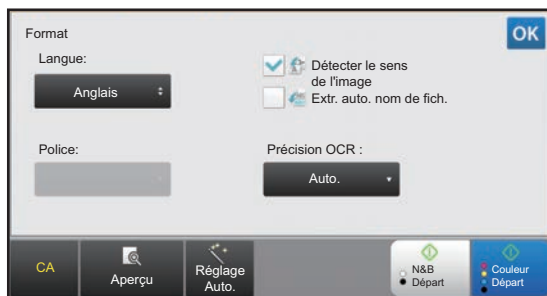 Format
OK
Langue:
Anglais
Détecter le sens
de l'image
Extr. auto. nom de fich.
Police:
Précision OCR :
Auto.
CA
Aperçu
Réglage
Auto.
N&B
Départ
Couleur
Départ